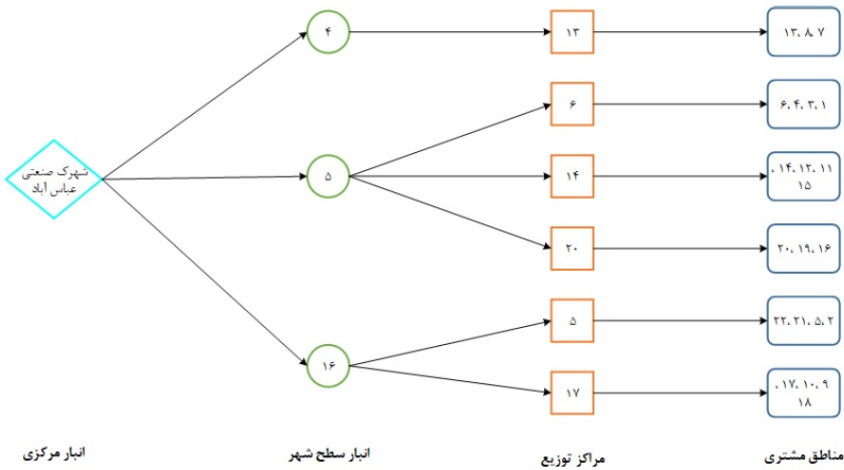 ۴
۱۳
۱۳، ۸، ۷
۶
۶، ۴، ۳، ۱
شهرک صنعتی
عباس آباد
۵
۱۴
، ۱۴، ۱۲، ۱۱
۱۵
۲۰
۲۰، ۱۹، ۱۶
۵
۲۲، ۲۱، ۵، ۲
۱۶
۱۷
، ۱۷، ۱۰، ۹
۱۸
انبار مرکزی
انبار سطح شهر
مراکز توزیع
مناطق مشتری